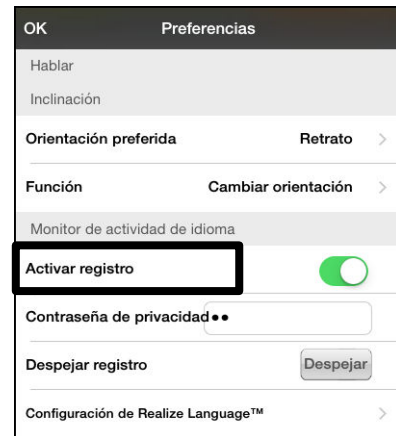 OK Preferencias
Hablar
Inclinación
Orientación preferida Retrato
Función Cambiar orientación
Monitor de actividad de idioma
Activar registro
Contraseña de privacidad ••
Despejar registro Despejar
Configuración de Realize Language™